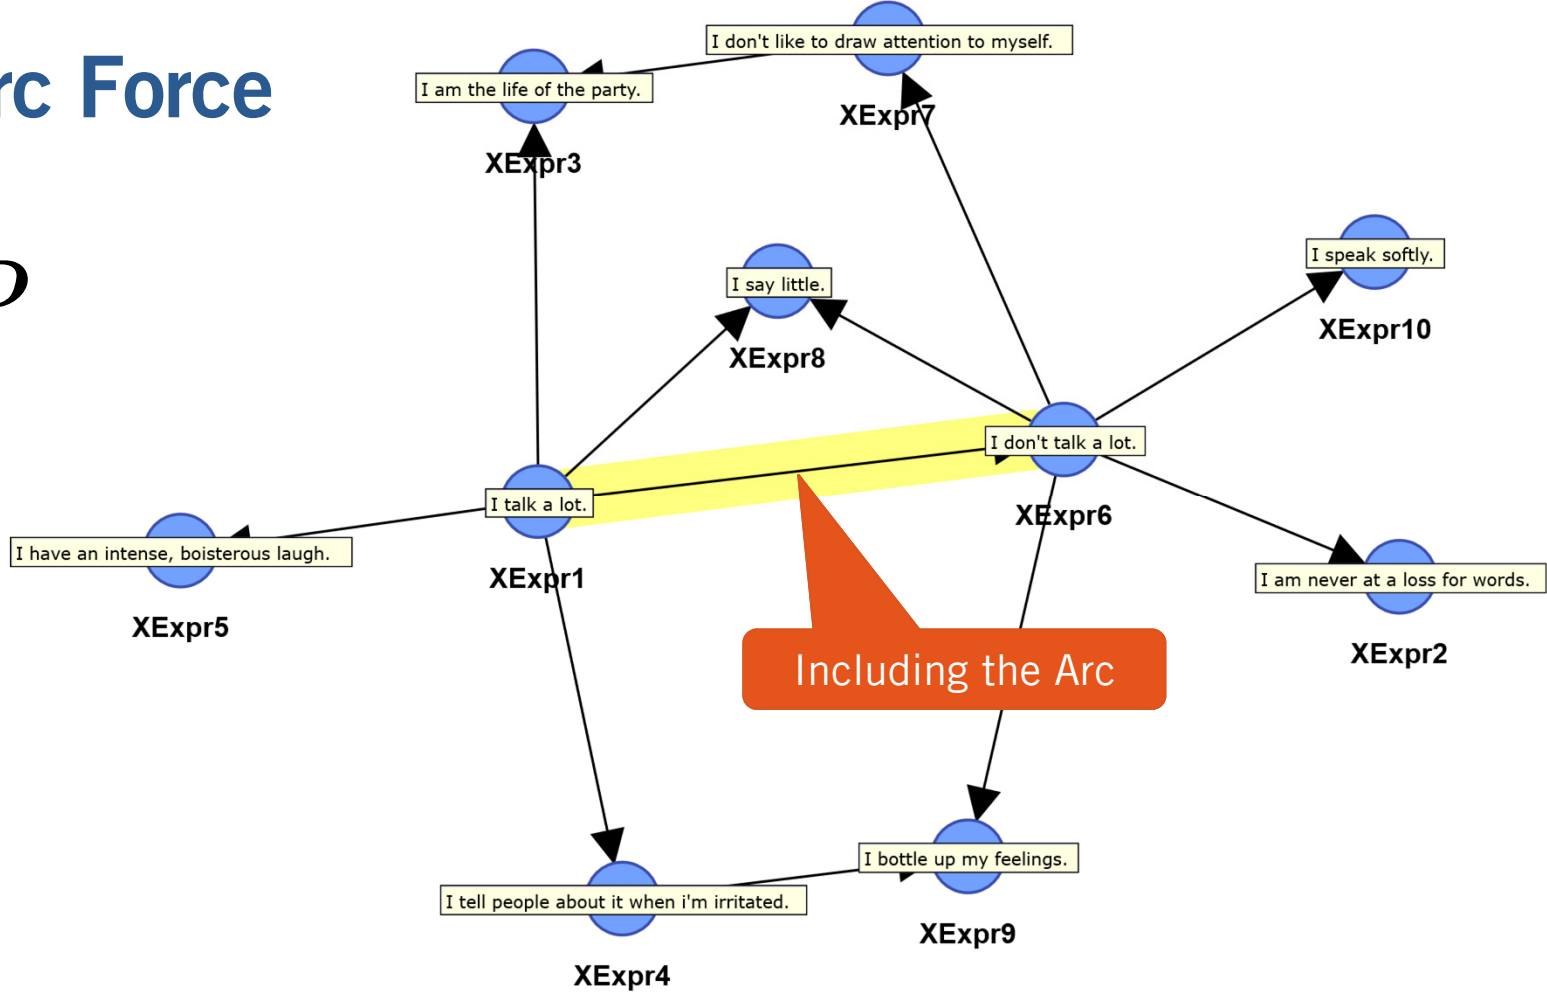 rc Force
I don't like to draw attention to myself.
XExpr7
I am the life of the party.
XExpr3
I say little.
XExpr8
I speak softly.
XExpr10
I don't talk a lot.
XExpr6
I talk a lot.
XExpr1
I have an intense, boisterous laugh.
XExpr5
I am never at a loss for words.
XExpr2
Including the Arc
I bottle up my feelings.
XExpr9
I tell people about it when i'm irritated.
XExpr4